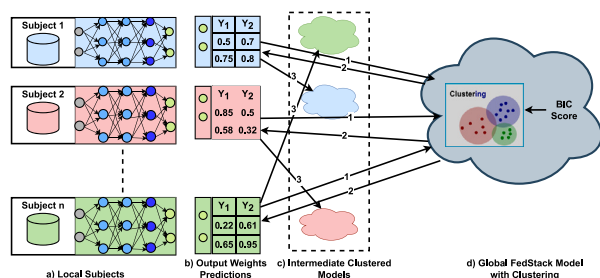 Subject 1
Y1 Y2
0.5 0.7
0.75 0.8
Subject 2
Y1 Y2
0.85 0.5
0.58 0.32
Subject n
Y1 Y2
0.22 0.61
0.65 0.95
1
2
3
1
2
3
3
1
2
Clustering
BIC
Score
a) Local Subjects
b) Output Weights
Predictions
c) Intermediate Clustered
Models
d) Global FedStack Model
with Clustering